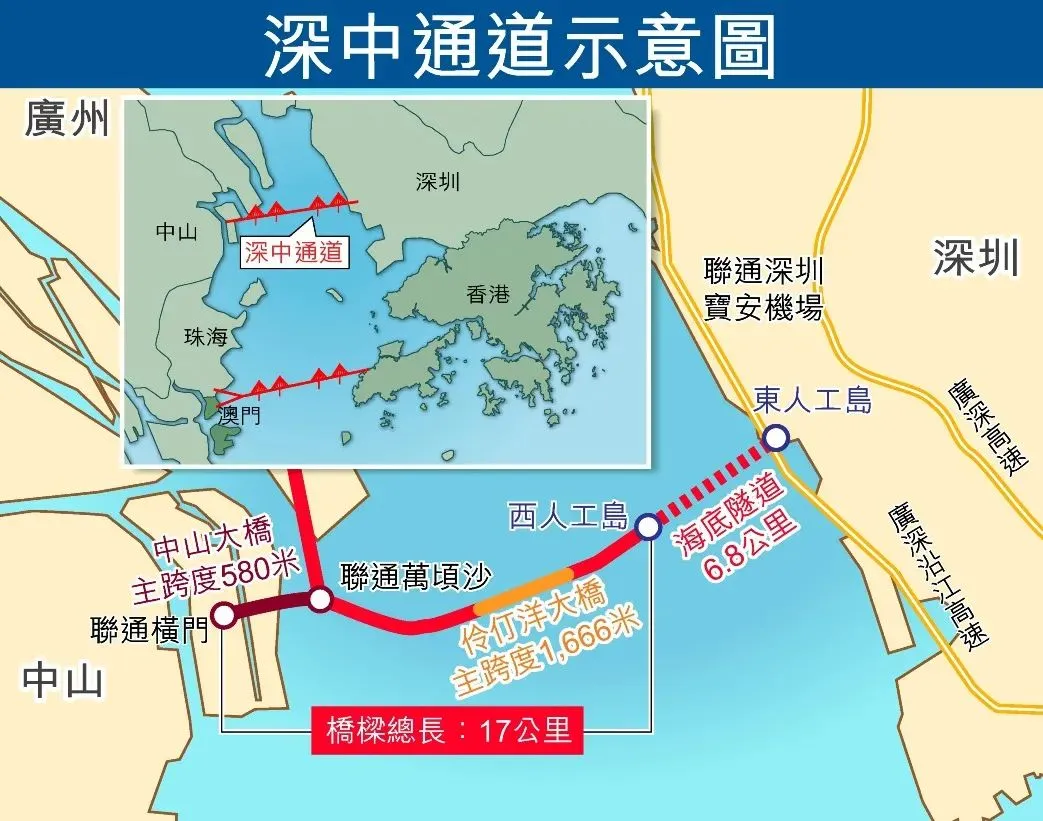 深中通道示意圖
廣州
深圳
中山
深中通道
香港
珠海
澳門
深圳
聯通深圳
寶安機場
東人工島
廣深高速
西人工島
海底隧道
6.8公里
廣深沿江高速
中山大橋
主跨度580米
聯通萬頃沙
伶仃洋大橋
主跨度1,666米
聯通橫門
中山
橋樑總長：17公里